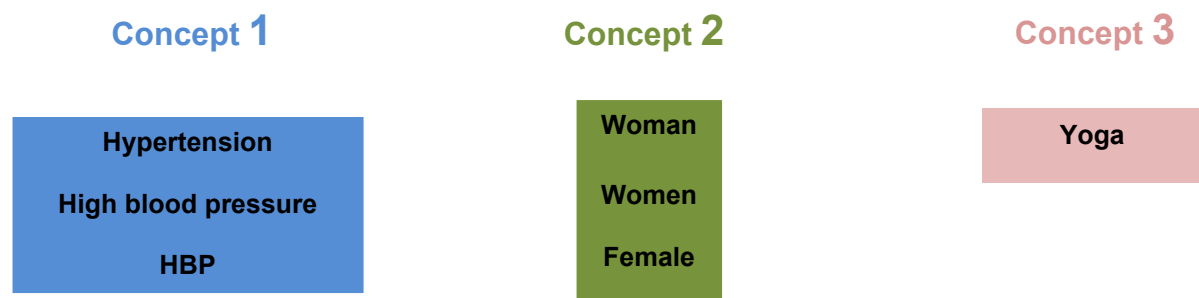 Concept 1
Concept 2
Concept 3
Hypertension
High blood pressure
HBP
Woman
Women
Female
Yoga